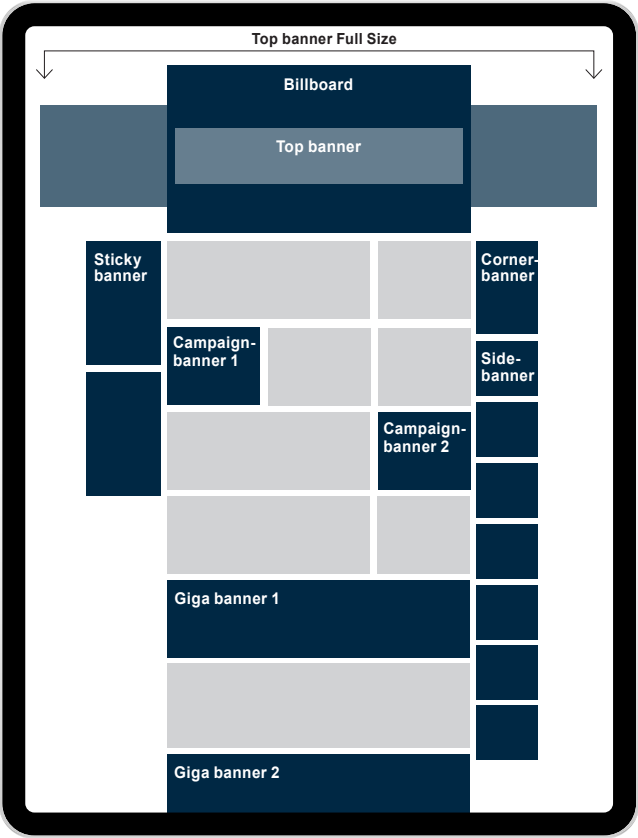 Top banner Full Size
Billboard
Top banner
Sticky
banner
Corner-
banner
Campaign-
banner 1
Side-
banner
Campaign-
banner 2
Giga banner 1
Giga banner 2